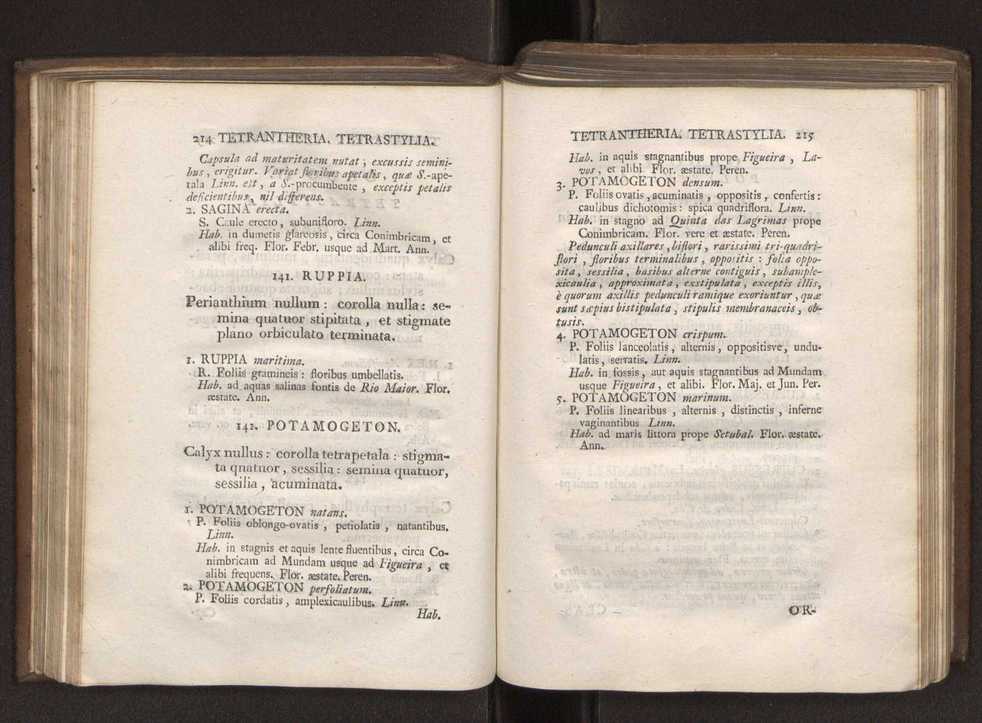 214 TETRANTHERIA. TETRASTYLIA.
Capsula ad maturitatem nutat ; excussis semini-
bus, erigitur. Variat floribus apetalis, quæ S.-ape-
tala Linn. est, a S.-procumbente , exceptis petalis
deficientibus, nil differens.
2. SAGINA erecta.
S. Caule erecto, subunifloro. Linn.
Hab. in dumetis glareosis, circa Conimbricam, et
alibi freq. Flor. Febr. usque ad Mart. Ann.
141. RUPPIA.
Perianthium nullum : corolla nulla : se-
mina quatuor stipitata , et stigmate
plano orbiculato terminata.
1. RUPPIA maritima.
R. Foliis gramineis : floribus umbellatis.
Hab. ad aquas salinas fontis de Rio Maior. Flor.
æstate. Ann.
142. POTAMOGETON.
Calyx nullus : corolla tetrapetala : stigma-
ta qnatuor , sessilia : semina quatuor,
sessilia , acuminata.
1. POTAMOGETON natans.
P. Foliis oblongo-ovatis , petiolatis , natantibus.
Linn.
Hab. in stagnis et aquis lente fluentibus, circa Co-
nimbricam ad Mundam usque ad Figueira , et
alibi frequens. Flor. æstate. Peren.
2. POTAMOGETON perfoliatum.
P. Foliis cordatis, amplexicaulibus. Linn.
Hab.
TETRANTHERIA. TETRASTYLIA. 215
Hab. in aquis stagnantibus prope Figueira , La-
vos , et alibi Flor. æstate. Peren.
3. POTAMOGETON densum.
P. Foliis ovatis , acuminatis , oppositis , confertis :
caulibus dichotomis : spica quadriflora. Linn.
Hab. in stagno ad Quinta das Lagrimas prope
Conimbricam. Flor. vere et æstate. Peren.
Pedunculi axillares, biflori, rarissimi tri-quadri-
flori , floribus terminalibus , oppositis : folia oppo-
sita, sessilia, basibus alterne contiguis, subample-
xicaulia, approximata, exstipulata, exceptis illis,
è quorum axillis pedunculi ramique exoriuntur, quæ
sunt sæpius bistipulata , stipulis membranaceis, ob-
tusis.
4. POTAMOGETON crispum.
P. Foliis lanceolatis , alternis , oppositisve, undu-
latis, serratis. Linn.
Hab. in fossis , aut aquis stagnantibus ad Mundam
usque Figueira, et alibi. Flor. Maj. et Jun. Per.
5. POTAMOGETON marinum.
P. Foliis linearibus , alternis , distinctis , inferne
vaginantibus Linn.
Hab. ad maris littora prope Setubal. Flor. æstate.
Ann.
OR-